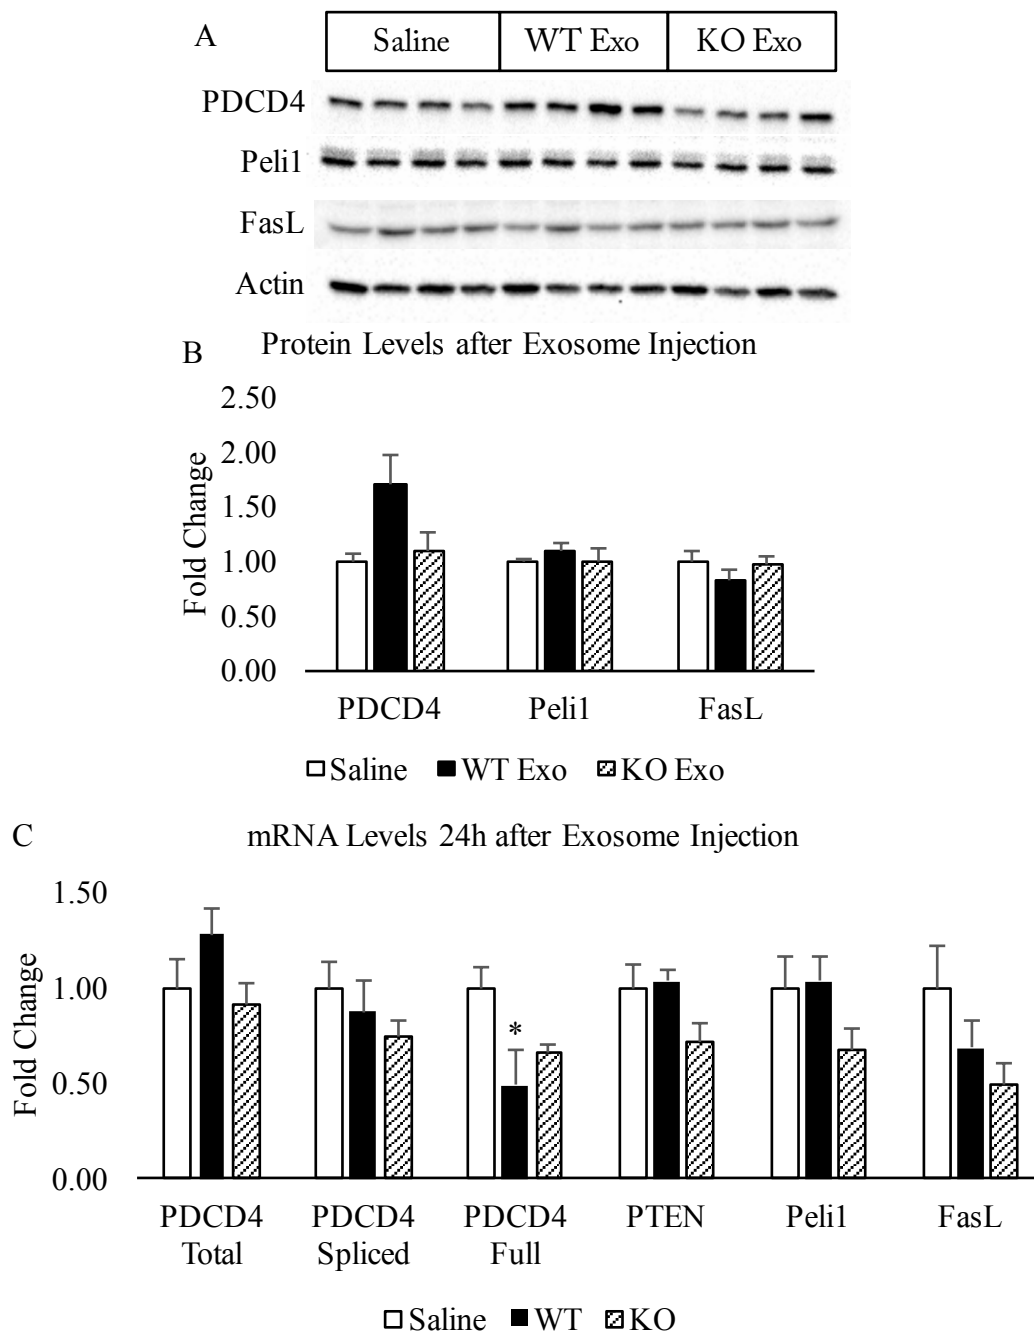 A
Saline WT Exo KO Exo
PDCD4
Peli1
FasL
Actin
B
Protein Levels after Exosome Injection
Fold Change
2.50
2.00
1.50
1.00
0.50
0.00
PDCD4 Peli1 FasL
Saline WT Exo KO Exo
C
mRNA Levels 24h after Exosome Injection
Fold Change
1.50
1.00
0.50
0.00
*
PDCD4 PDCD4 PDCD4 PTEN Peli1 FasL
Total Spliced Full
Saline WT KO